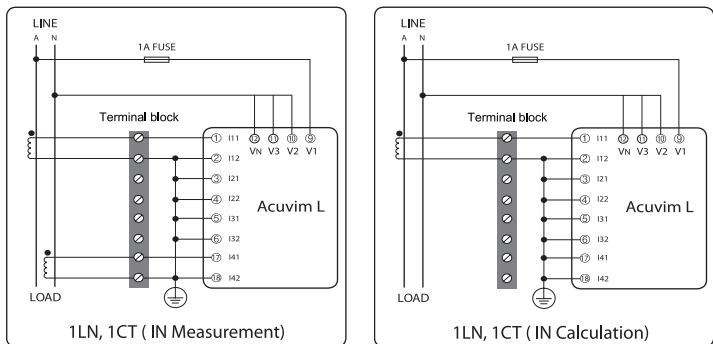 LINE
A N
1A FUSE
Terminal block
① I11
② I12
③ I21
④ I22
⑤ I31
⑥ I32
⑰ I41
⑱ I42
⑫ ⑪ ⑩ ⑨
VN V3 V2 V1
Acuvim L
LOAD
1LN, 1CT ( IN Measurement)
LINE
A N
1A FUSE
Terminal block
① I11
② I12
③ I21
④ I22
⑤ I31
⑥ I32
⑰ I41
⑱ I42
⑫ ⑪ ⑩ ⑨
VN V3 V2 V1
Acuvim L
LOAD
1LN, 1CT ( IN Calculation)